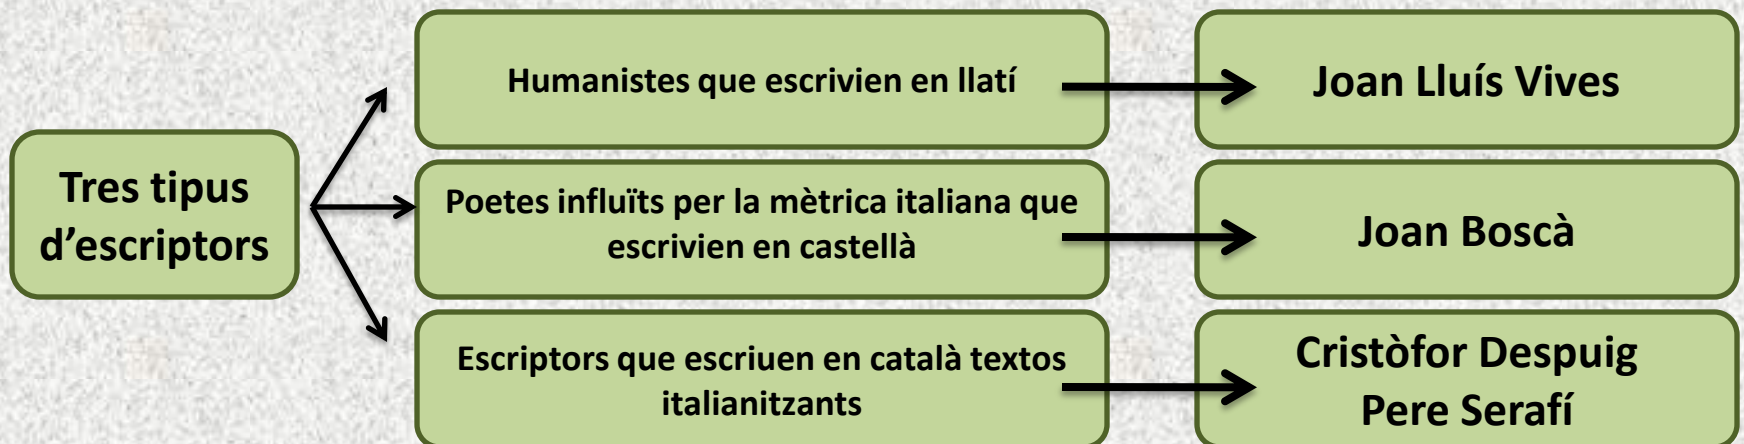 Tres tipus
d’escriptors
Humanistes que escrivien en llatí
Joan Lluís Vives
Poetes influïts per la mètrica italiana que
escrivien en castellà
Joan Boscà
Escriptors que escriuen en català textos
italianitzants
Cristòfor Despuig
Pere Serafí